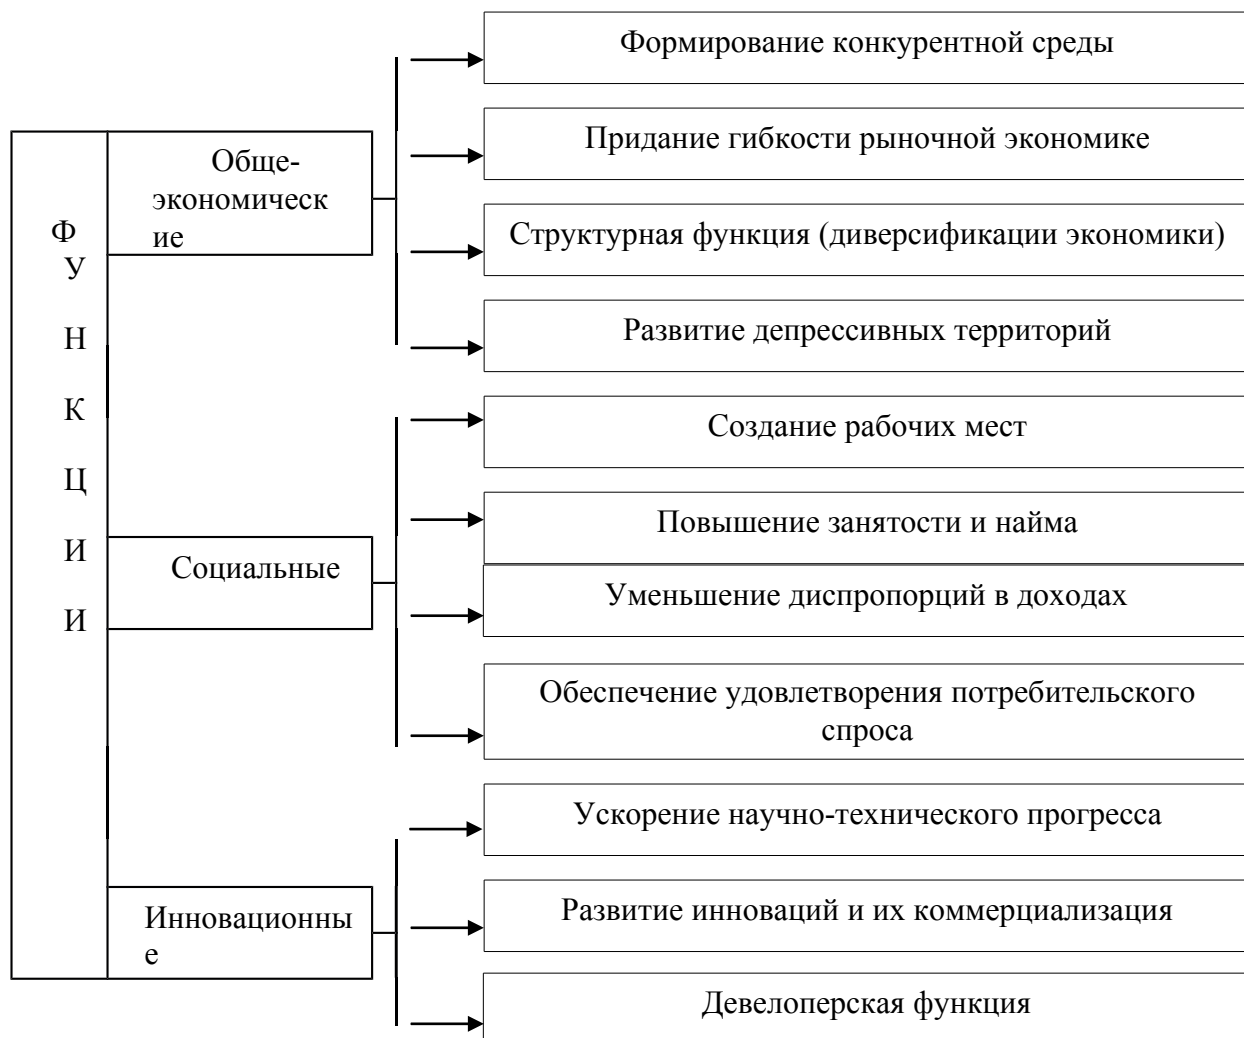 ФУНКЦИИ
Обще-
экономическ
ие
Формирование конкурентной среды
Придание гибкости рыночной экономике
Структурная функция (диверсификации экономики)
Развитие депрессивных территорий
Социальные
Создание рабочих мест
Повышение занятости и найма
Уменьшение диспропорций в доходах
Обеспечение удовлетворения потребительского
спроса
Инновационны
е
Ускорение научно-технического прогресса
Развитие инноваций и их коммерциализация
Девелоперская функция